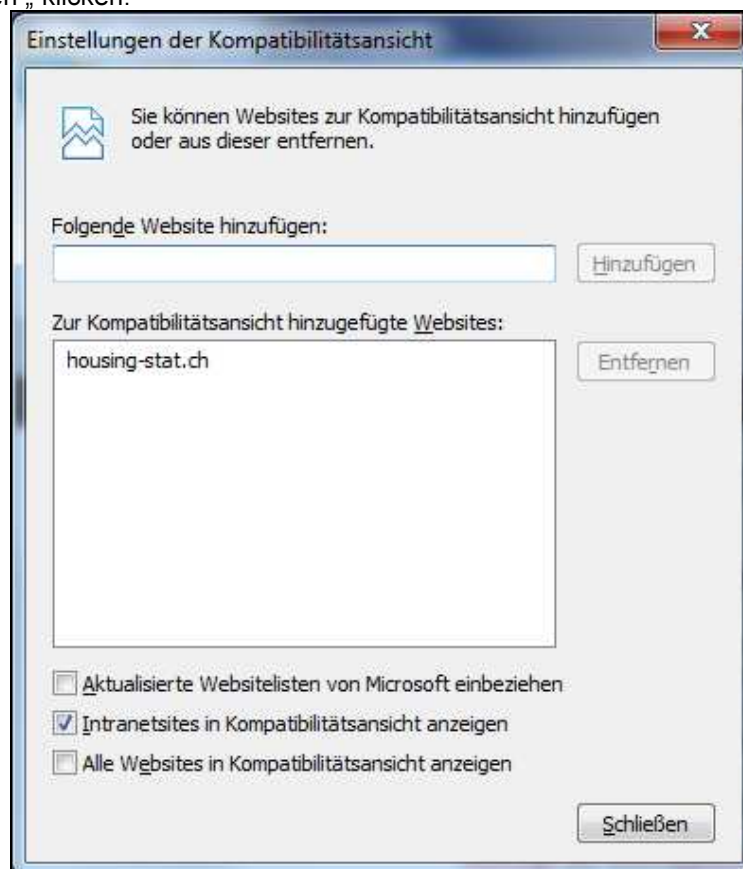 „ klicken.
Einstellungen der Kompatibilitätsansicht
Sie können Websites zur Kompatibilitätsansicht hinzufügen
oder aus dieser entfernen.
Folgende Website hinzufügen:
Hinzufügen
Zur Kompatibilitätsansicht hinzugefügte Websites:
housing-stat.ch
Entfernen
Aktualisierte Websitelisten von Microsoft einbeziehen
Intranetsites in Kompatibilitätsansicht anzeigen
Alle Websites in Kompatibilitätsansicht anzeigen
Schließen